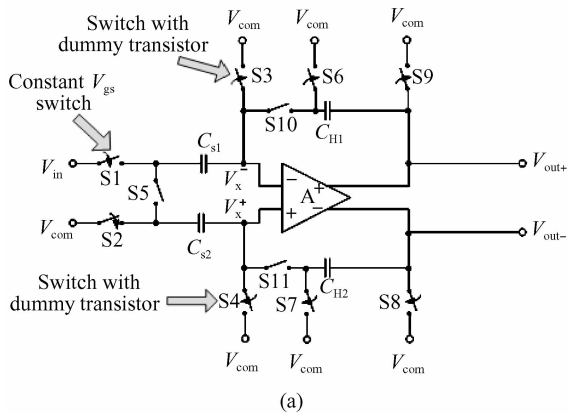 Switch with
dummy transistor
V_com V_com V_com
S3 S6 S9
Constant V_gs
switch
S10
C_H1
C_s1
V_in S1 V_x^- V_out+
S5 − A +
V_com S2 V_x^+ + − V_out−
C_s2
Switch with
dummy transistor
S11
C_H2
S4 S7 S8
V_com V_com V_com
(a)